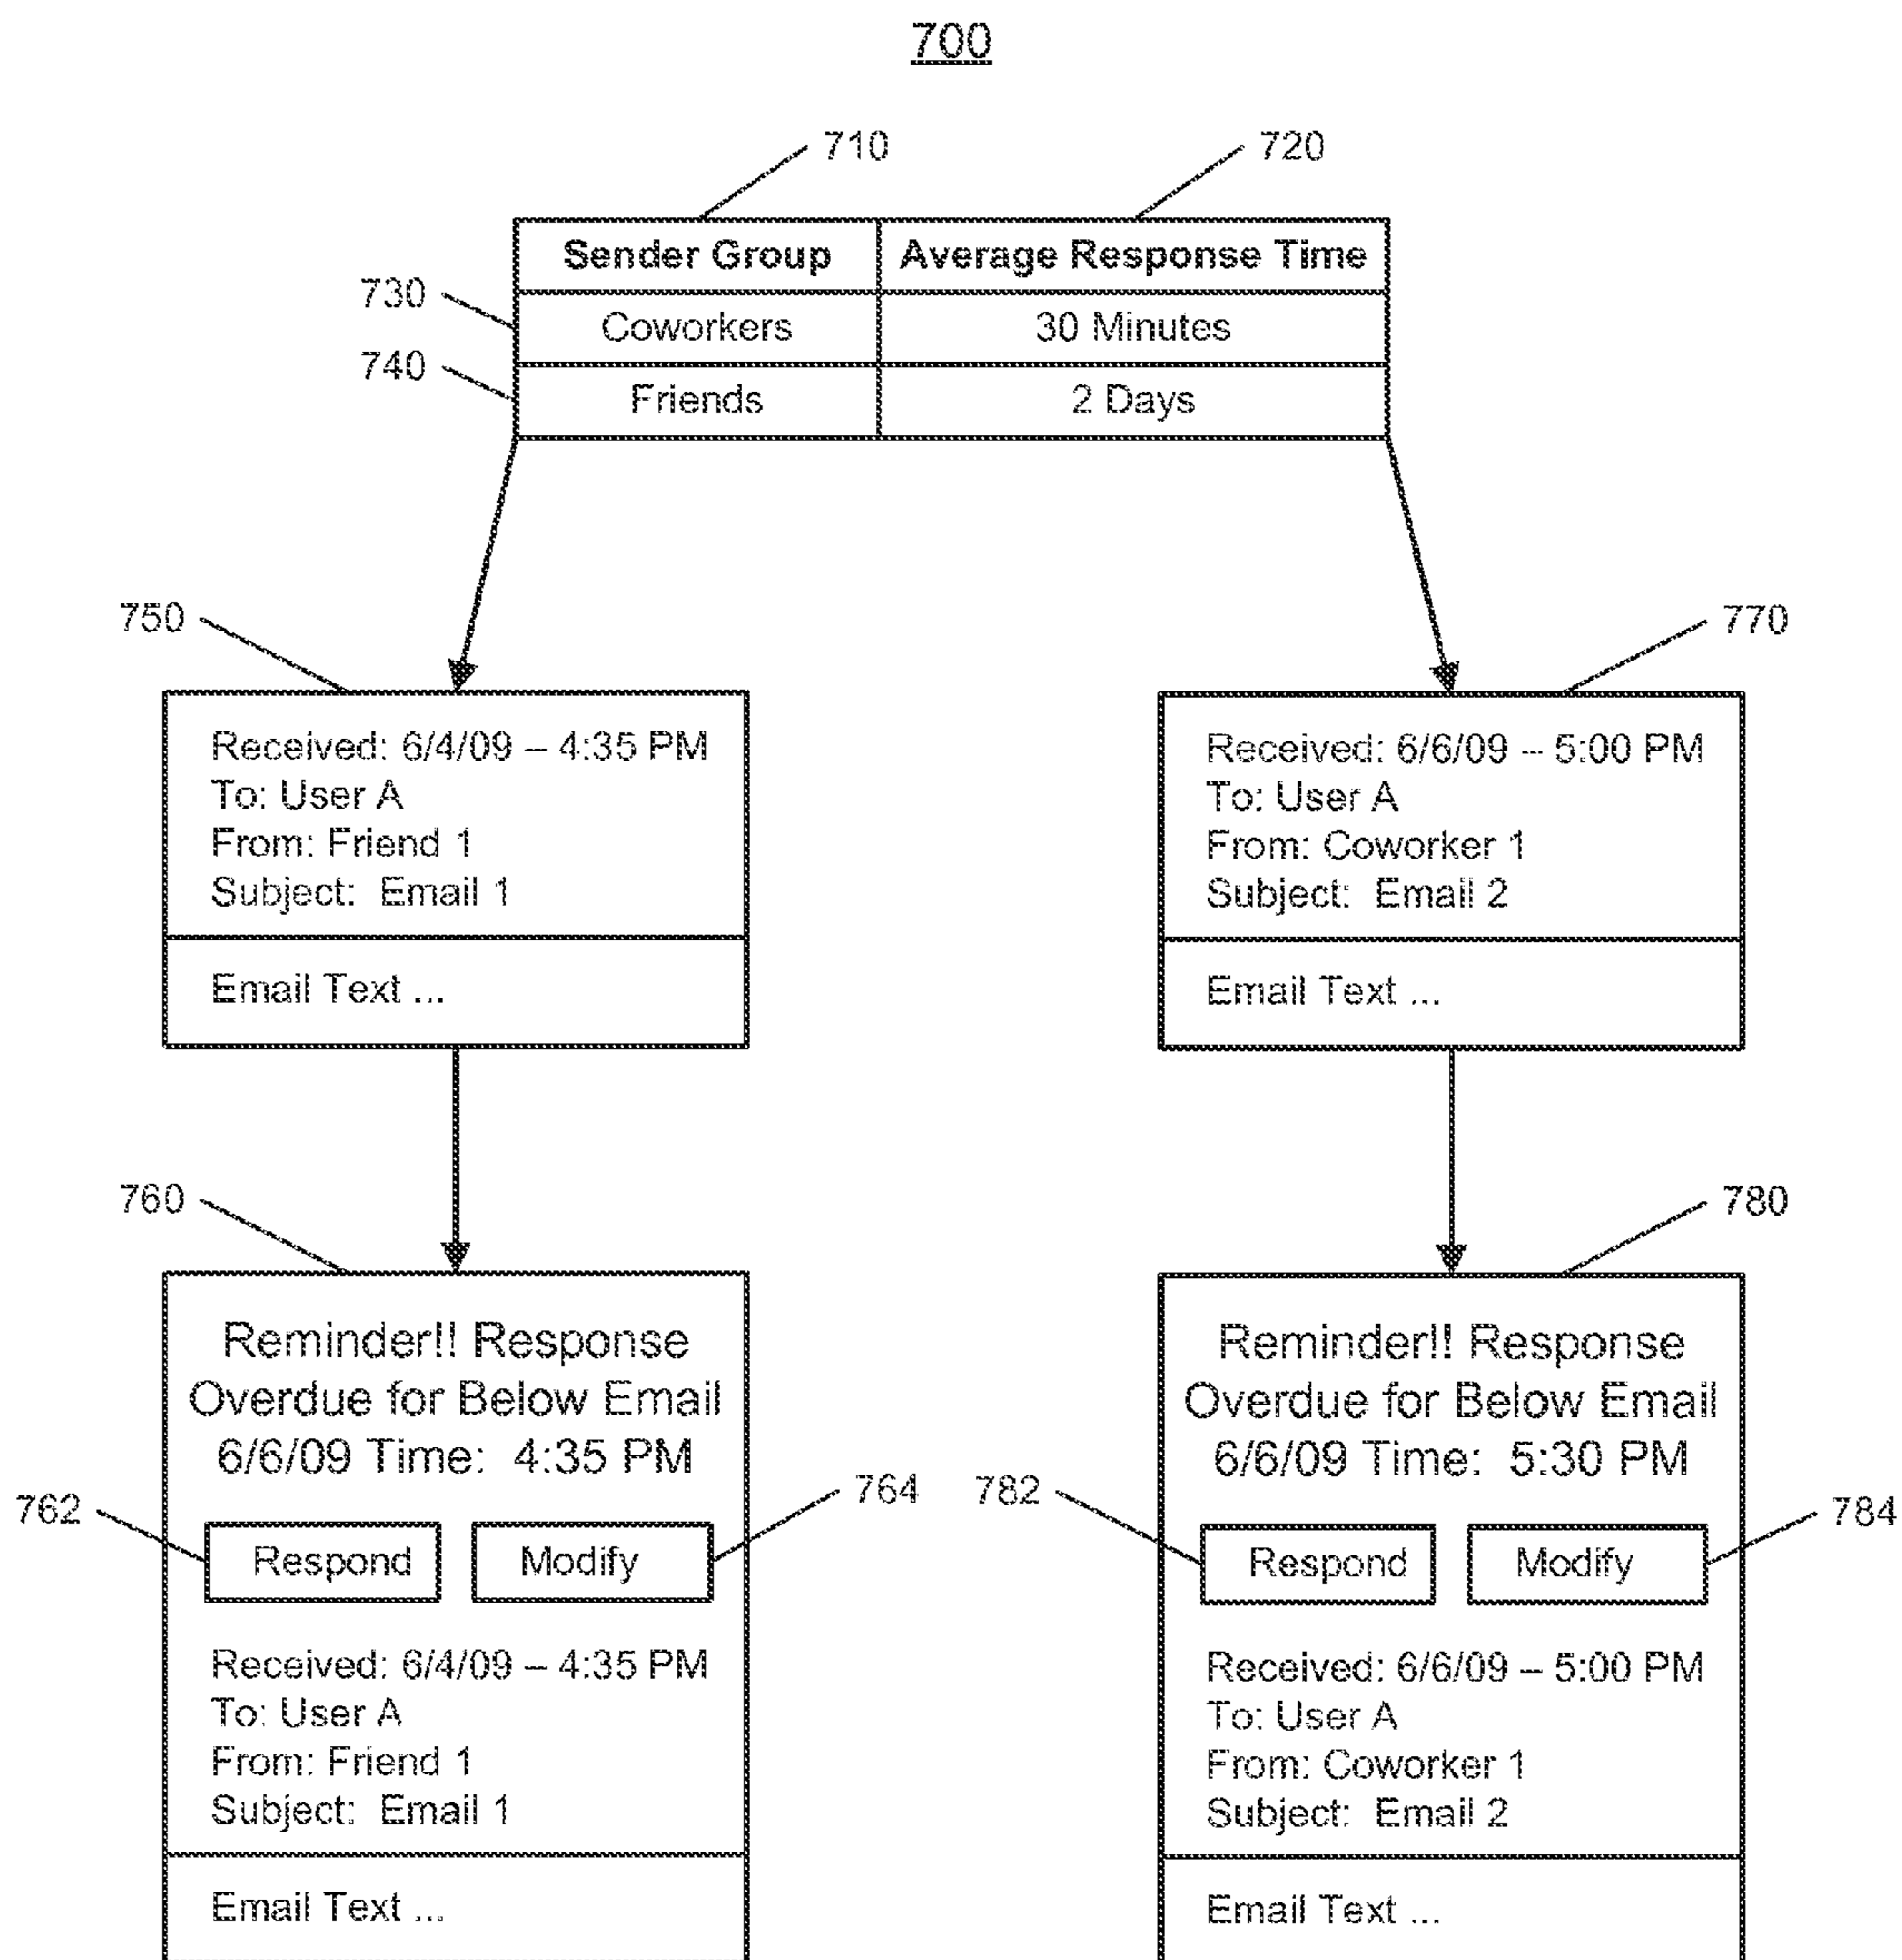 700
710
720
Sender Group Average Response Time
730
Coworkers 30 Minutes
740
Friends 2 Days
750
Received: 6/4/09 – 4:35 PM
To: User A
From: Friend 1
Subject: Email 1
Email Text ...
770
Received: 6/6/09 – 5:00 PM
To: User A
From: Coworker 1
Subject: Email 2
Email Text ...
760
Reminder!! Response
Overdue for Below Email
6/6/09 Time: 4:35 PM
762
764
Respond Modify
Received: 6/4/09 – 4:35 PM
To: User A
From: Friend 1
Subject: Email 1
Email Text ...
780
Reminder!! Response
Overdue for Below Email
6/6/09 Time: 5:30 PM
782
784
Respond Modify
Received: 6/6/09 – 5:00 PM
To: User A
From: Coworker 1
Subject: Email 2
Email Text ...